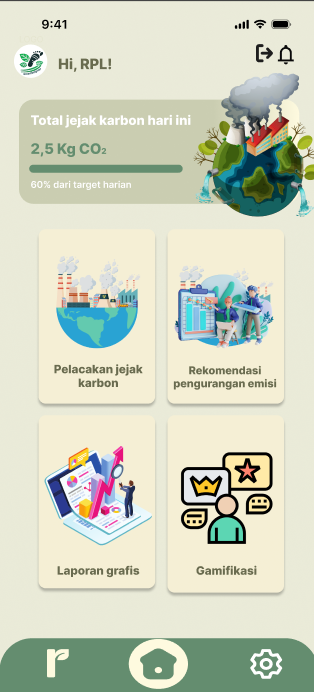 9:41
Hi, RPL!
Total jejak karbon hari ini
2,5 Kg CO₂
60% dari target harian
Pelacakan jejak
karbon
Rekomendasi
pengurangan emisi
Laporan grafis
Gamifikasi
r